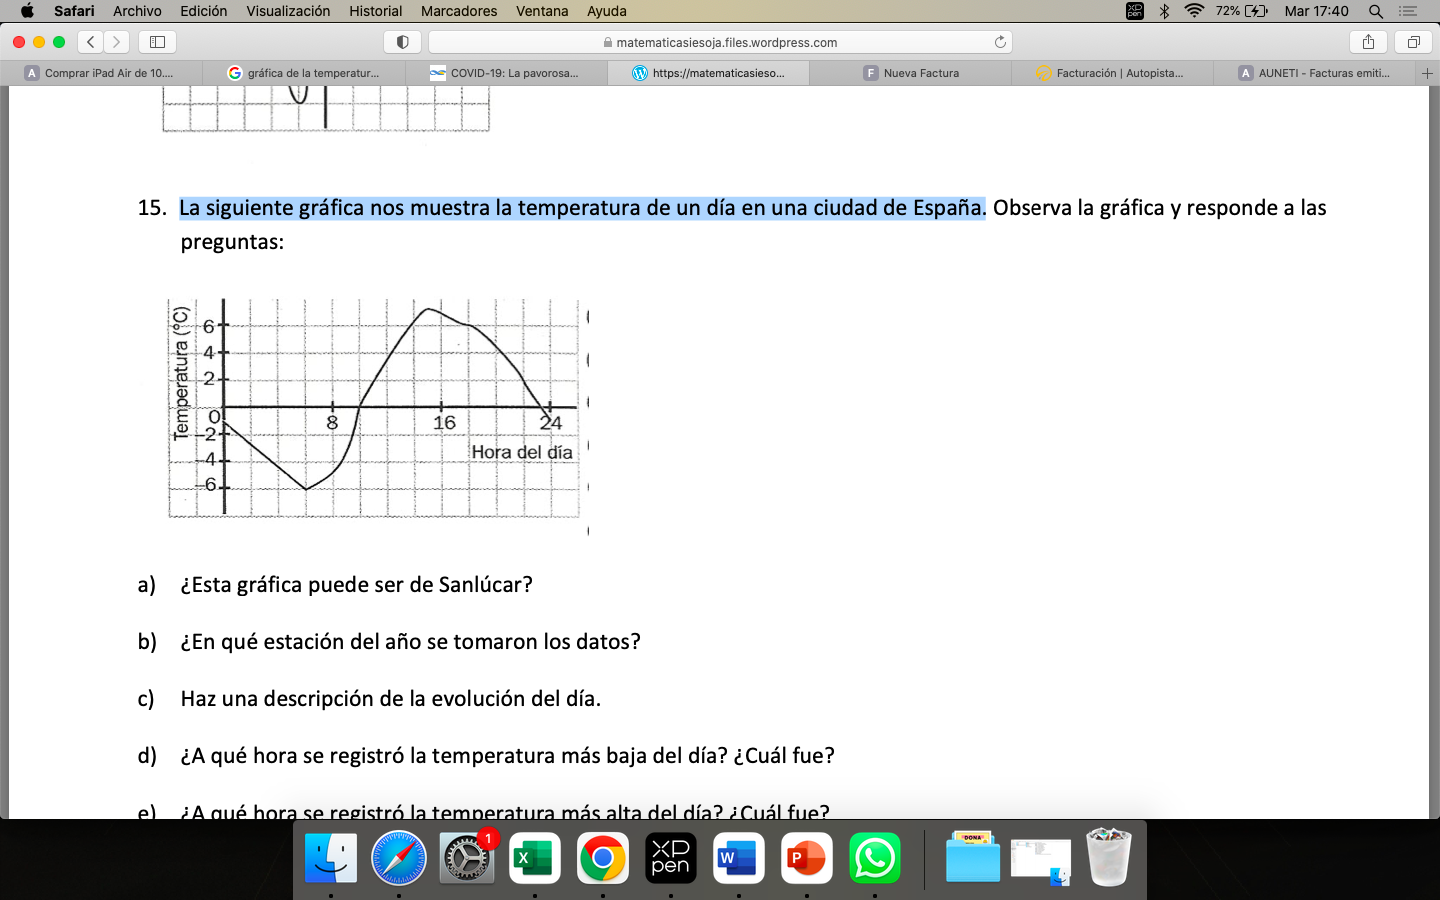 Safari Archivo Edición Visualización Historial Marcadores Ventana Ayuda
XP pen 72% Mar 17:40
matematicasiesoja.files.wordpress.com
A Comprar iPad Air de 10.... G gráfica de la temperatur... COVID-19: La pavorosa... https://matematicasieso... F Nueva Factura Facturación | Autopista... A AUNETI - Facturas emiti... +
15. La siguiente gráfica nos muestra la temperatura de un día en una ciudad de España. Observa la gráfica y responde a las
preguntas:
Temperatura (°C)
6
4
2
0
-2
-4
-6
8 16 24
Hora del día
a) ¿Esta gráfica puede ser de Sanlúcar?
b) ¿En qué estación del año se tomaron los datos?
c) Haz una descripción de la evolución del día.
d) ¿A qué hora se registró la temperatura más baja del día? ¿Cuál fue?
e) ¿A qué hora se registró la temperatura más alta del día? ¿Cuál fue?
1
X
XP
pen
W
P
DONA